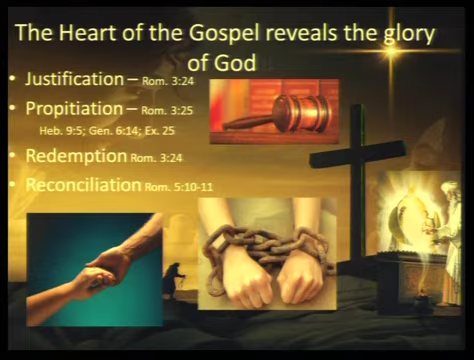 The Heart of the Gospel reveals the glory
of God
• Justification – Rom. 3:24
• Propitiation – Rom. 3:25
Heb. 9:5; Gen. 6:14; Ex. 25
• Redemption Rom. 3:24
• Reconciliation Rom. 5:10-11